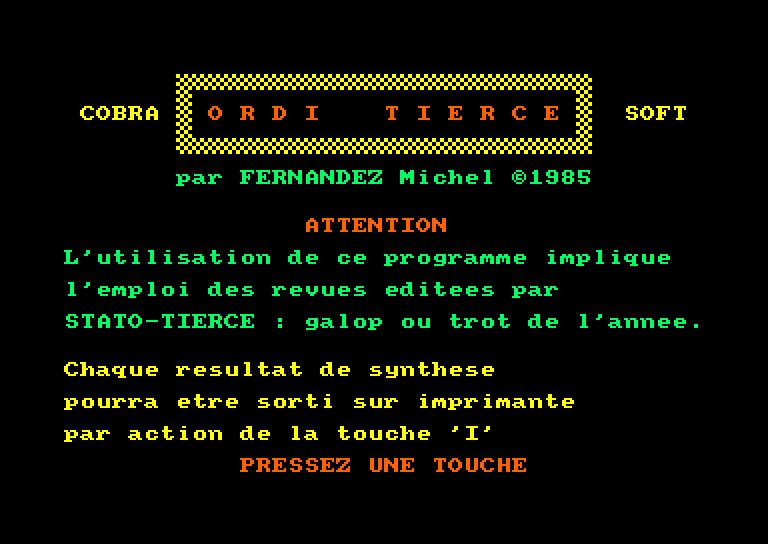 COBRA ORDI TIERCE SOFT
par FERNANDEZ Michel ©1985
ATTENTION
L'utilisation de ce programme implique
l'emploi des revues editees par
STATO-TIERCE : galop ou trot de l'annee.
Chaque resultat de synthese
pourra etre sorti sur imprimante
par action de la touche 'I'
PRESSEZ UNE TOUCHE